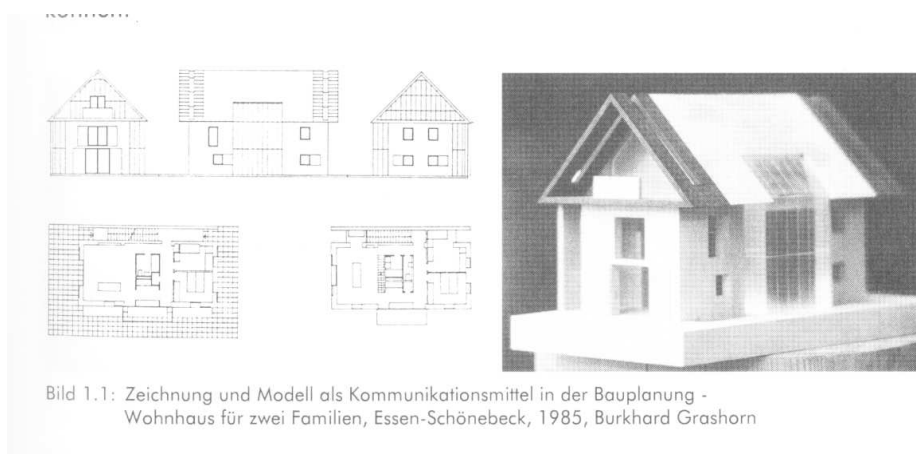 Bild 1.1: Zeichnung und Modell als Kommunikationsmittel in der Bauplanung -
Wohnhaus für zwei Familien, Essen-Schönebeck, 1985, Burkhard Grashorn